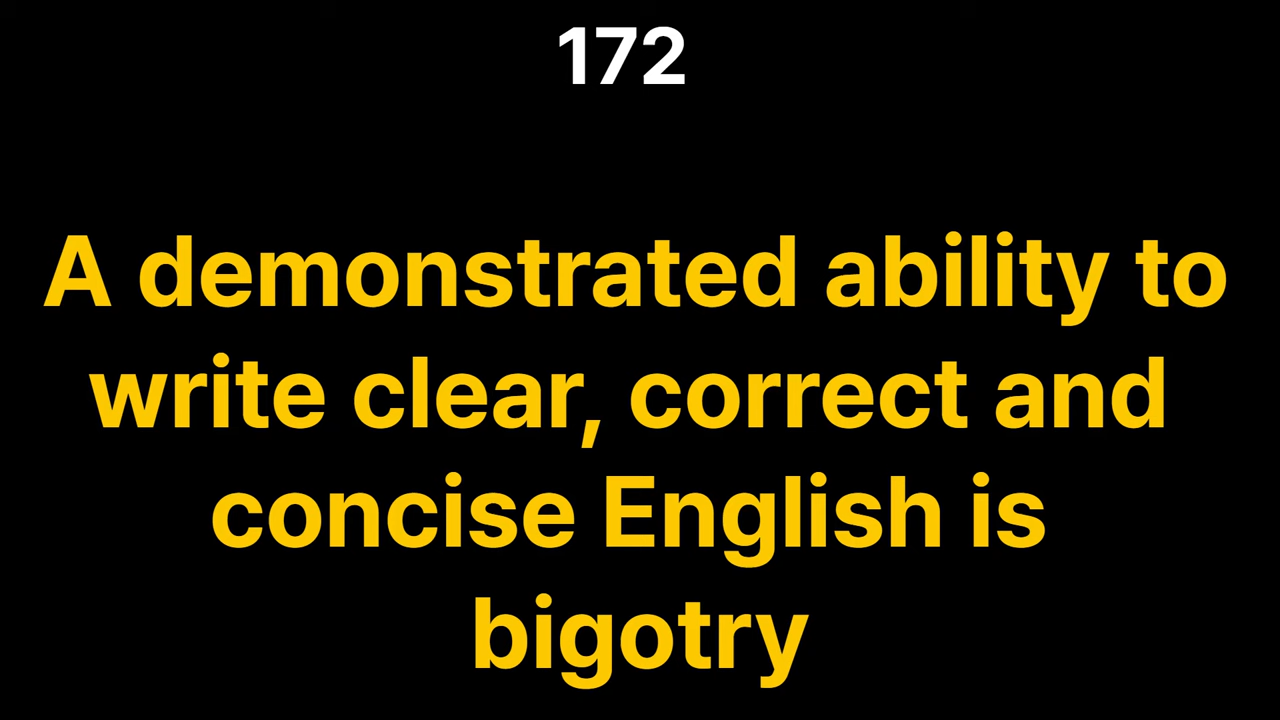 172
A demonstrated ability to
write clear, correct and
concise English is
bigotry